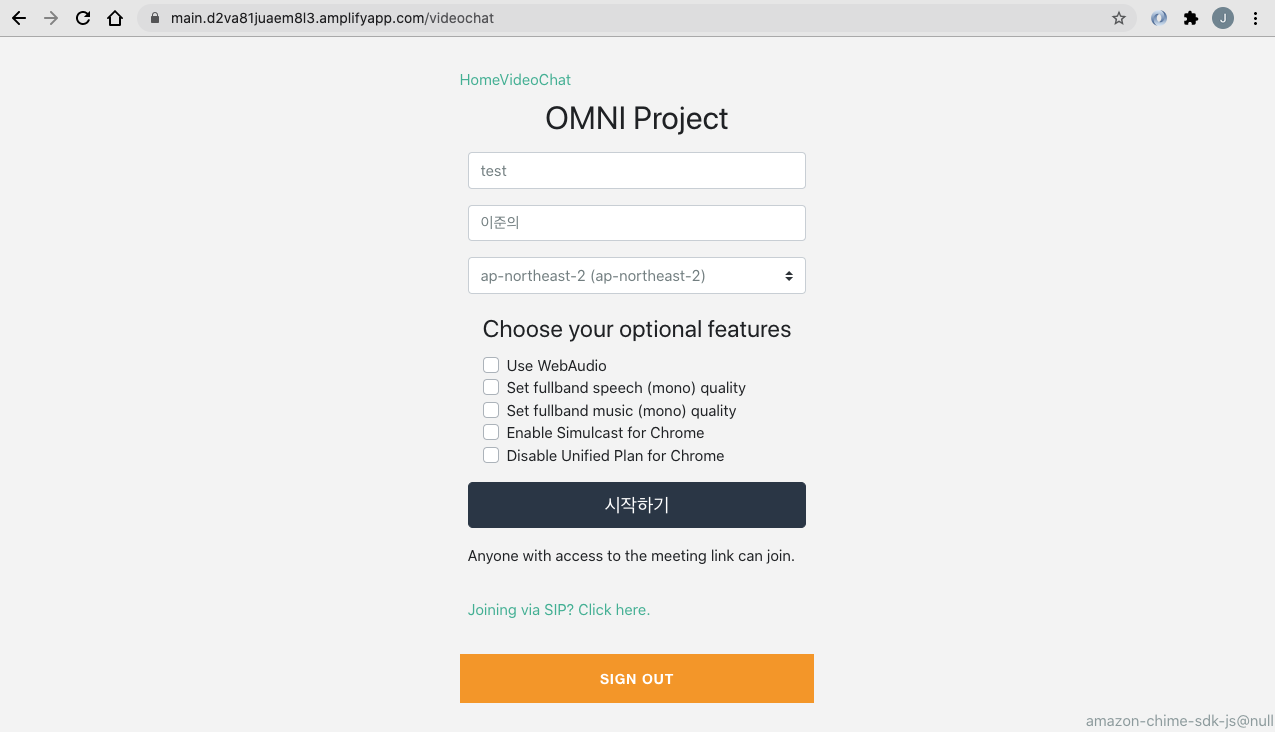 main.d2va81juaem8l3.amplifyapp.com/videochat
J
HomeVideoChat
OMNI Project
test
이준의
ap-northeast-2 (ap-northeast-2)
Choose your optional features
Use WebAudio
Set fullband speech (mono) quality
Set fullband music (mono) quality
Enable Simulcast for Chrome
Disable Unified Plan for Chrome
시작하기
Anyone with access to the meeting link can join.
Joining via SIP? Click here.
SIGN OUT
amazon-chime-sdk-js@null